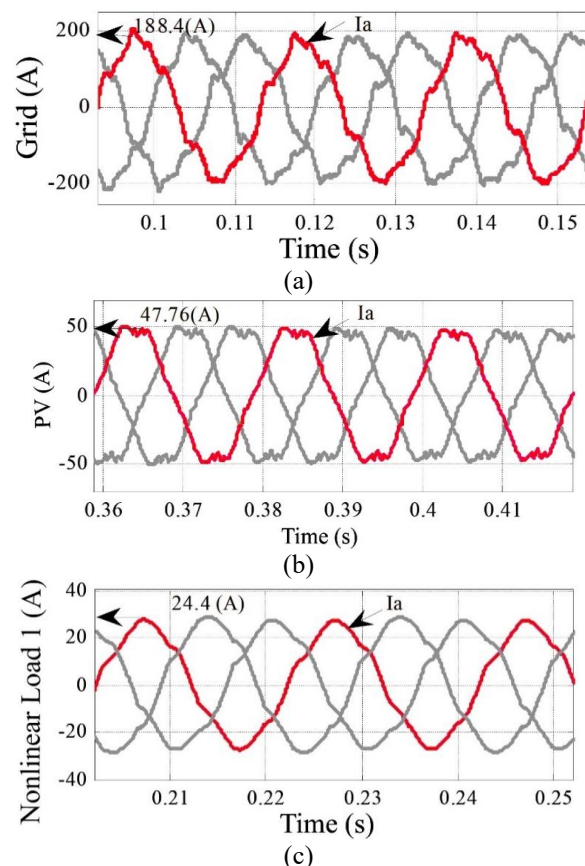 188.4(A)
Ia
200
0
-200
Grid (A)
0.1
0.11
0.12
0.13
0.14
0.15
Time (s)
(a)
47.76(A)
Ia
50
0
-50
PV (A)
0.36
0.37
0.38
0.39
0.4
0.41
Time (s)
(b)
40
24.4 (A)
Ia
20
0
-20
-40
Nonlinear Load 1 (A)
0.21
0.22
0.23
0.24
0.25
Time (s)
(c)